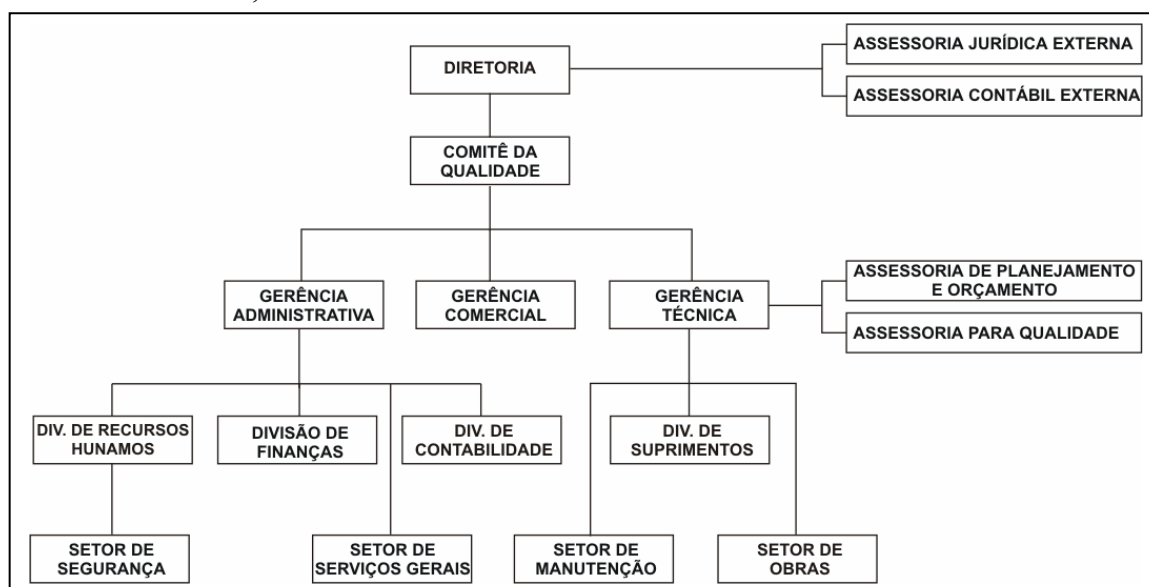 DIRETORIA
ASSESSORIA JURÍDICA EXTERNA
ASSESSORIA CONTÁBIL EXTERNA
COMITÊ DA
QUALIDADE
GERÊNCIA
ADMINISTRATIVA
GERÊNCIA
COMERCIAL
GERÊNCIA
TÉCNICA
ASSESSORIA DE PLANEJAMENTO
E ORÇAMENTO
ASSESSORIA PARA QUALIDADE
DIV. DE RECURSOS
HUNAMOS
DIVISÃO DE
FINANÇAS
DIV. DE
CONTABILIDADE
DIV. DE
SUPRIMENTOS
SETOR DE
SEGURANÇA
SETOR DE
SERVIÇOS GERAIS
SETOR DE
MANUTENÇÃO
SETOR DE
OBRAS